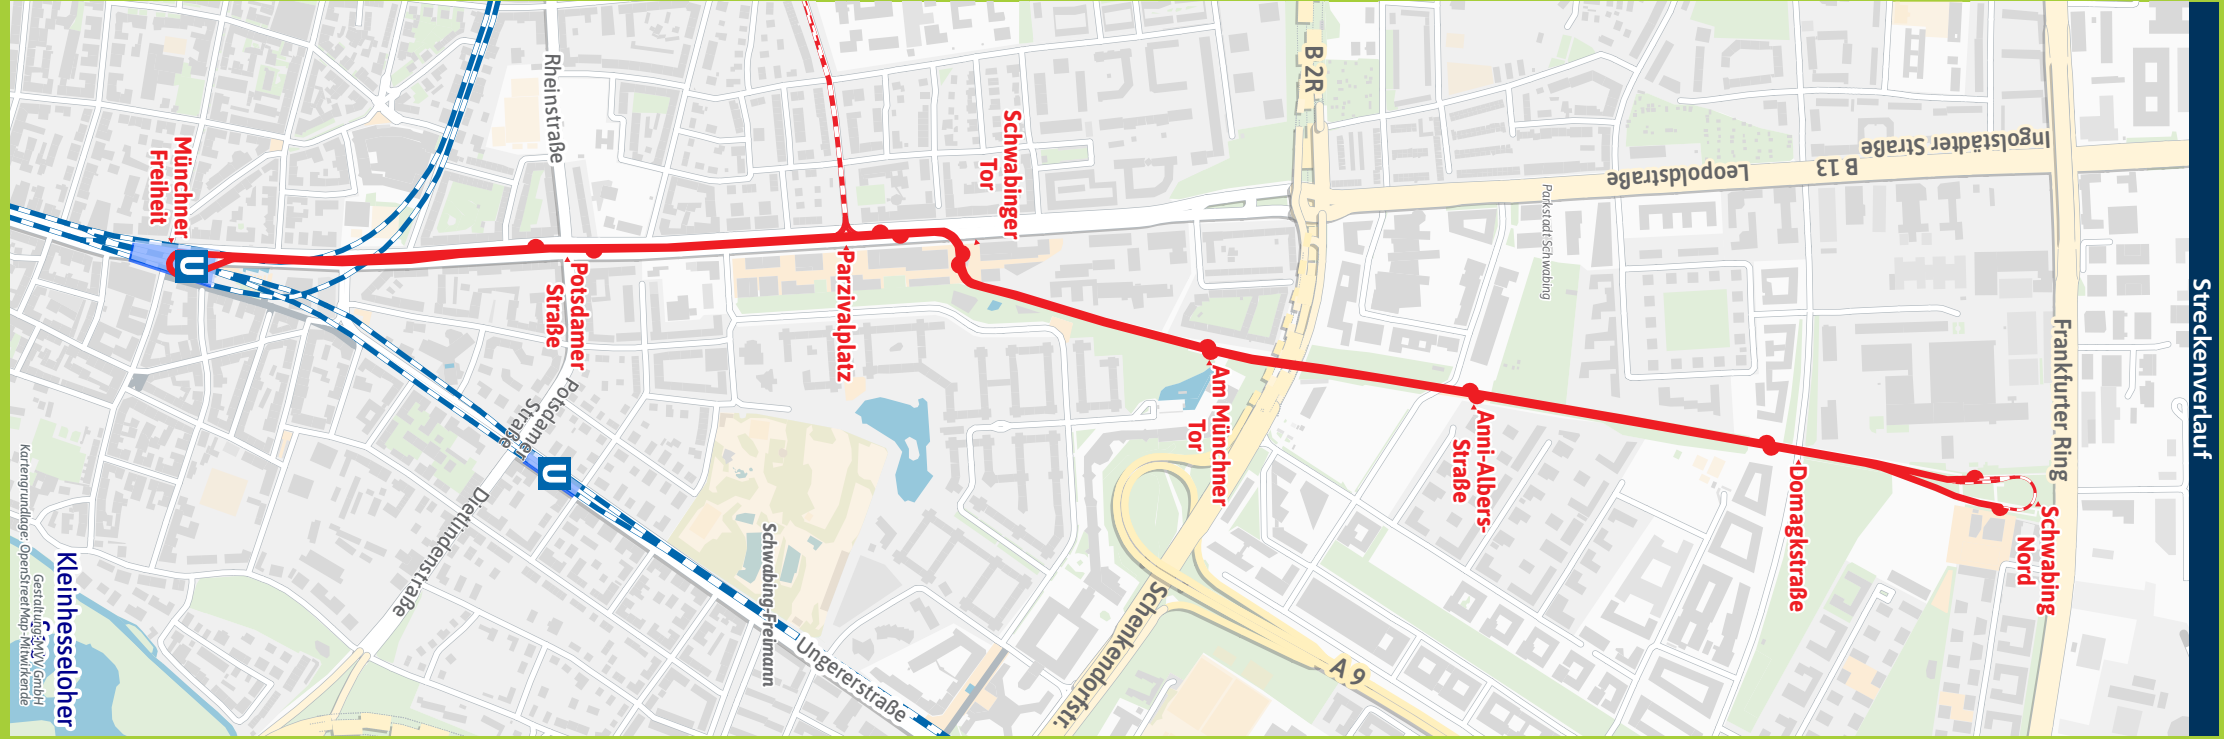 Streckenverlauf
Frankfurter Ring
Schwabing
Nord
Ingolstädter Straße
B 13
Leopoldstraße
Domagkstraße
Parkstadt Schwabing
Anni-Albers-
Straße
A 9
B 2R
Am Münchner
Tor
Schenkendorfstr.
Schwabinger
Tor
Parzivalplatz
Ungererstraße
Schwabing-Freimann
Rheinstraße
Potsdamer
Straße
Potsdamer
Straße
U
Dietlindenstraße
Münchner
Freiheit
U
Kleinhesseloher
Gestaltung: MVV GmbH
Kartengrundlage: OpenStreetMap-Mitwirkende